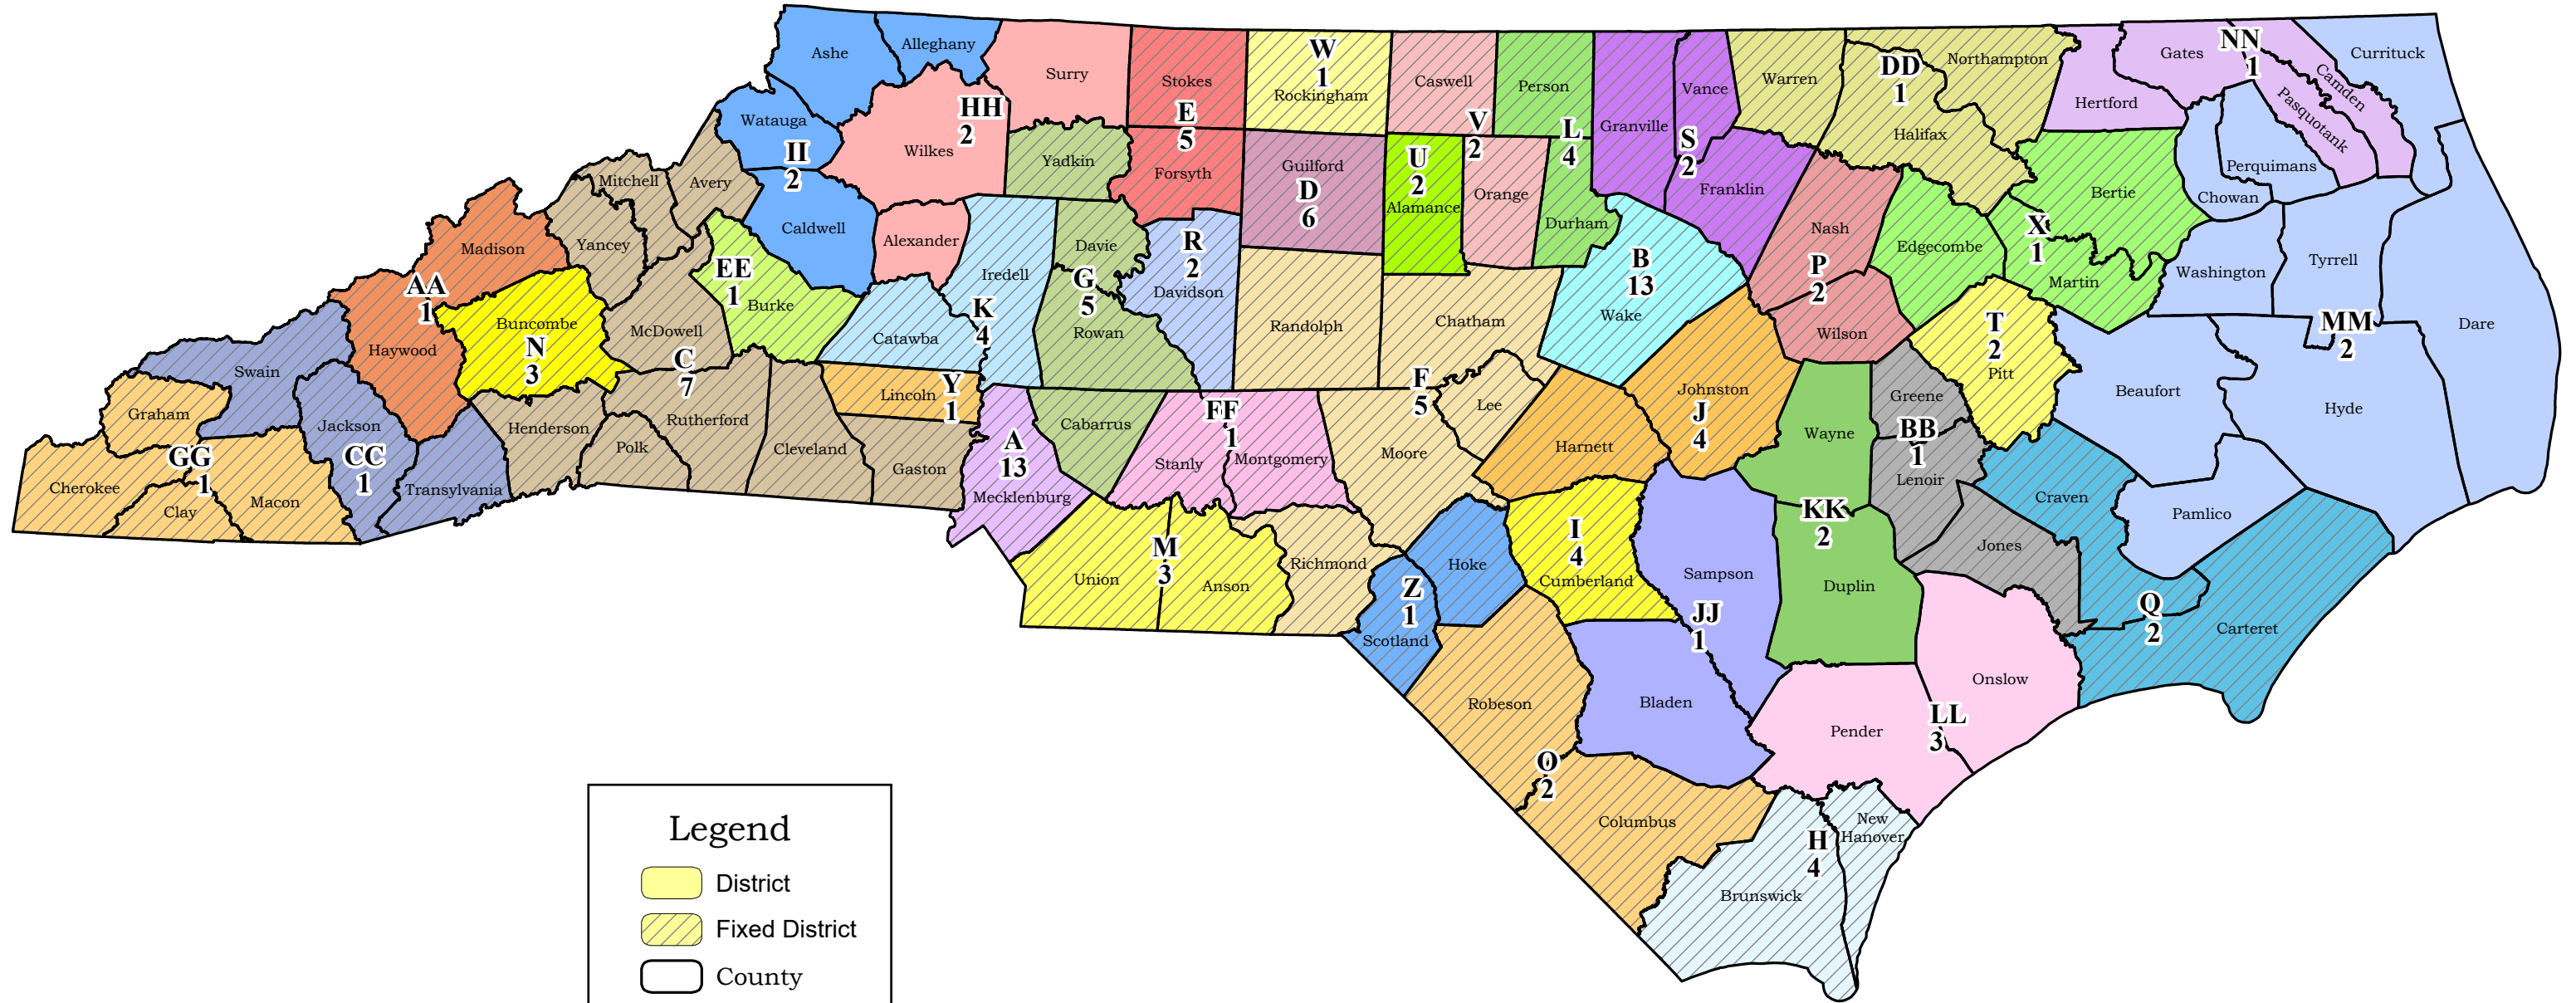 Ashe
Alleghany
Surry
Stokes
W
1
Rockingham
Caswell
Person
Granville
Vance
Warren
DD
1
Northampton
Halifax
Hertford
Gates
NN
1
Camden
Pasquotank
Currituck
Watauga
II
2
HH
2
Wilkes
Yadkin
E
5
Forsyth
Guilford
D
6
U
2
Alamance
V
2
Orange
L
4
Durham
S
2
Franklin
Nash
P
2
Wilson
Edgecombe
X
1
Bertie
Martin
Chowan
Perquimans
Washington
Tyrrell
MM
2
Dare
Hyde
Beaufort
Pamlico
Mitchell
Avery
Yancey
Madison
AA
1
Haywood
Buncombe
N
3
McDowell
C
7
EE
1
Burke
Caldwell
Alexander
Iredell
K
4
Catawba
Davie
G
5
Rowan
R
2
Davidson
Randolph
Chatham
B
13
Wake
Johnston
J
4
Wayne
Greene
BB
1
Lenoir
Jones
T
2
Pitt
Craven
Q
2
Carteret
Swain
Graham
Cherokee
GG
1
Clay
Macon
Jackson
CC
1
Transylvania
Henderson
Polk
Rutherford
Cleveland
Lincoln
Y
1
Gaston
A
13
Mecklenburg
Cabarrus
FF
1
Stanly
Montgomery
F
5
Lee
Moore
Richmond
Harnett
M
3
Union
Anson
Z
1
Scotland
Hoke
I
4
Cumberland
Sampson
JJ
1
Bladen
KK
2
Duplin
Onslow
LL
3
Pender
Robeson
O
2
Columbus
H
4
Brunswick
New
Hanover
Legend
District
Fixed District
County